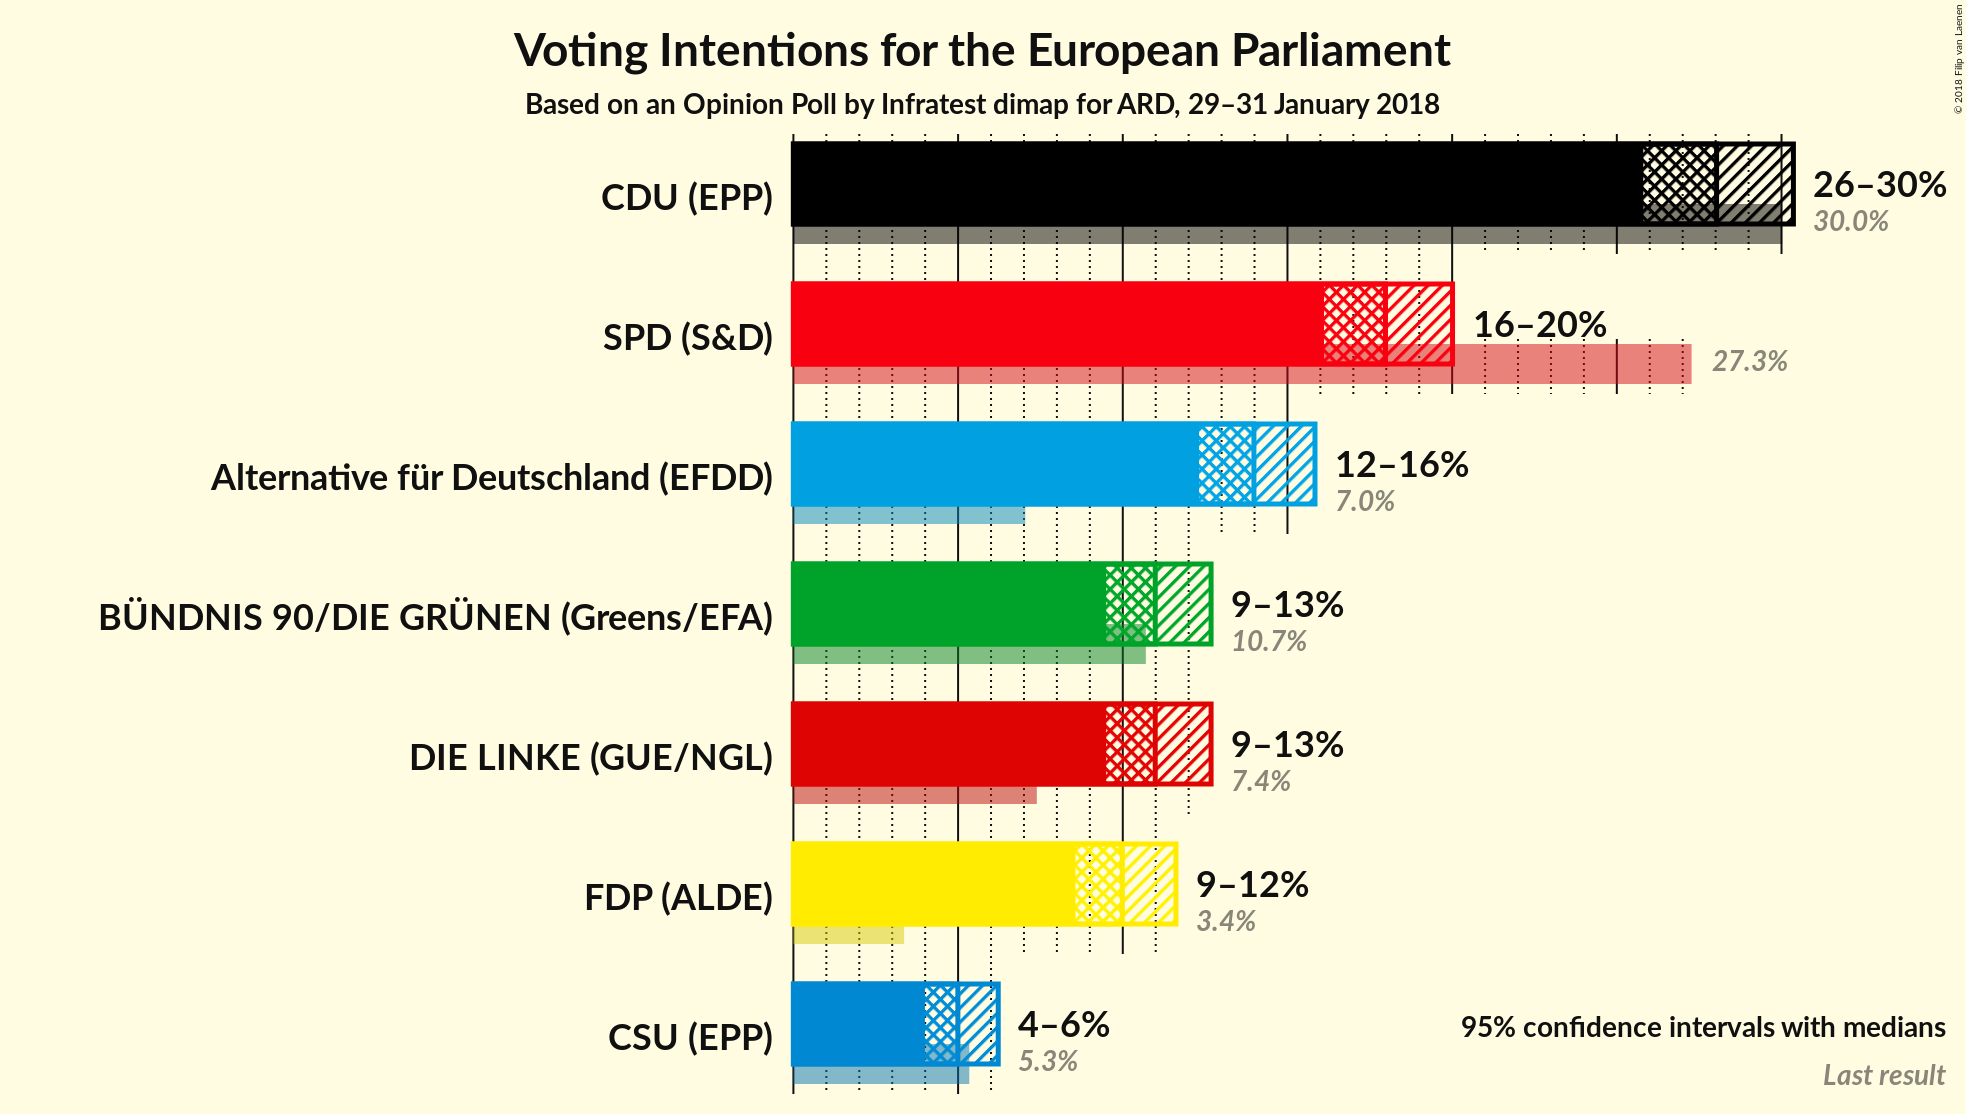 Voting Intentions for the European Parliament
Based on an Opinion Poll by Infratest dimap for ARD, 29–31 January 2018
© 2018 Filip van Laenen
CDU (EPP)
26–30%
30.0%
SPD (S&D)
16–20%
27.3%
Alternative für Deutschland (EFDD)
12–16%
7.0%
BÜNDNIS 90/DIE GRÜNEN (Greens/EFA)
9–13%
10.7%
DIE LINKE (GUE/NGL)
9–13%
7.4%
FDP (ALDE)
9–12%
3.4%
CSU (EPP)
4–6%
5.3%
95% confidence intervals with medians
Last result